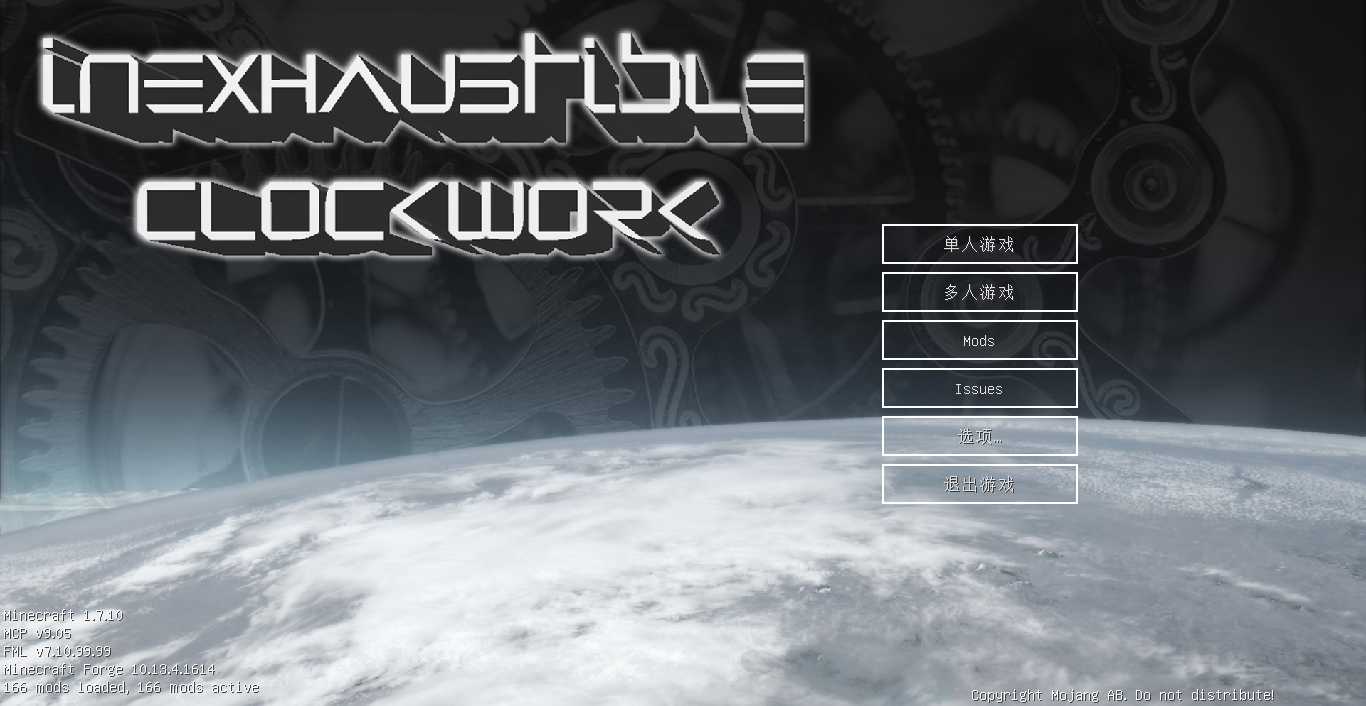 INEXHAUSTIBLE
CLOCKWORK
单人游戏
多人游戏
Mods
Issues
选项…
退出游戏
Minecraft 1.7.10
MCP v9.05
FML v7.10.99.99
Minecraft Forge 10.13.4.1614
166 mods loaded, 166 mods active
Copyright Mojang AB. Do not distribute!